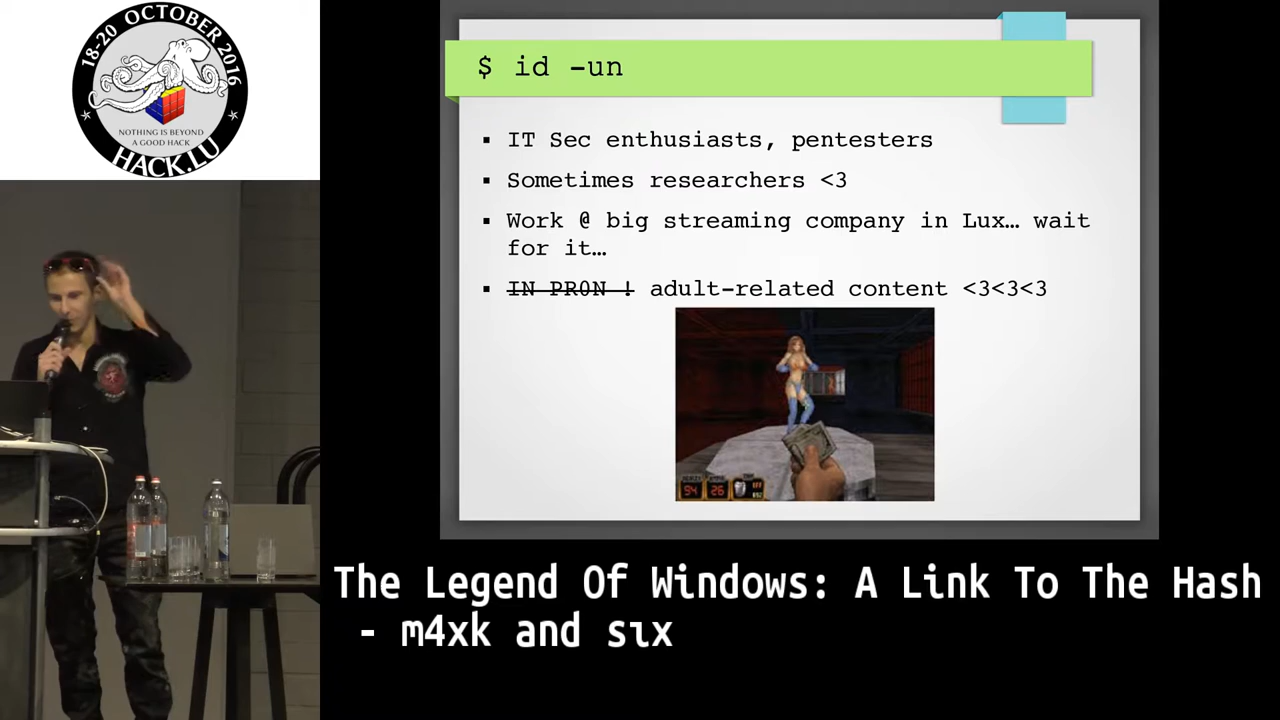 18-20 OCTOBER 2016
NOTHING IS BEYOND
A GOOD HACK
HACK.LU
$ id -un
IT Sec enthusiasts, pentesters
Sometimes researchers <3
Work @ big streaming company in Lux… wait
for it…
IN PR0N ! adult-related content <3<3<3
94
26
The Legend Of Windows: A Link To The Hash
- m4xk and sıx